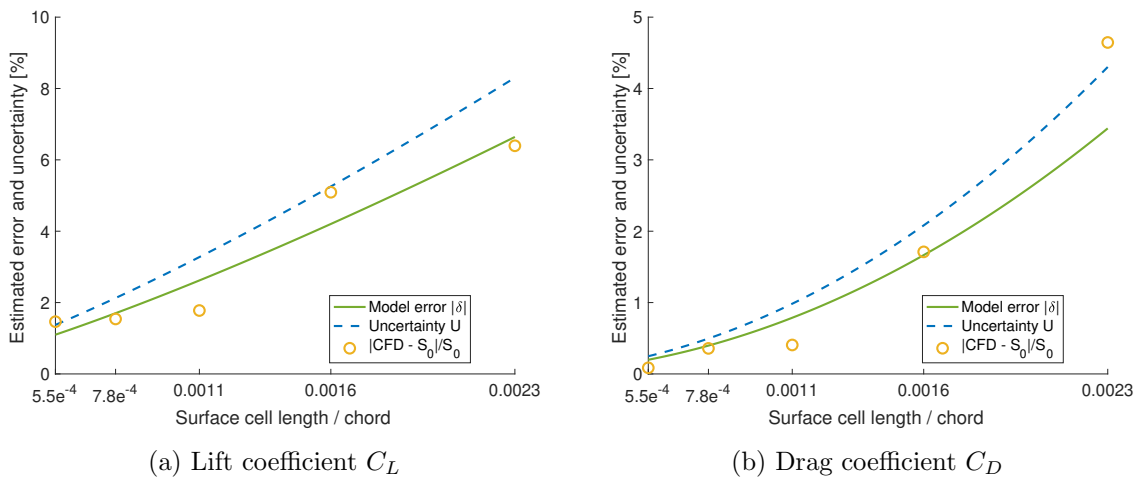 Estimated error and uncertainty [%]
10
8
6
4
2
0
Model error |δ|
Uncertainty U
|CFD - S₀|/S₀
5.5e⁻⁴ 7.8e⁻⁴ 0.0011 0.0016 0.0023
Surface cell length / chord
(a) Lift coefficient C_L
Estimated error and uncertainty [%]
5
4
3
2
1
0
Model error |δ|
Uncertainty U
|CFD - S₀|/S₀
5.5e⁻⁴ 7.8e⁻⁴ 0.0011 0.0016 0.0023
Surface cell length / chord
(b) Drag coefficient C_D